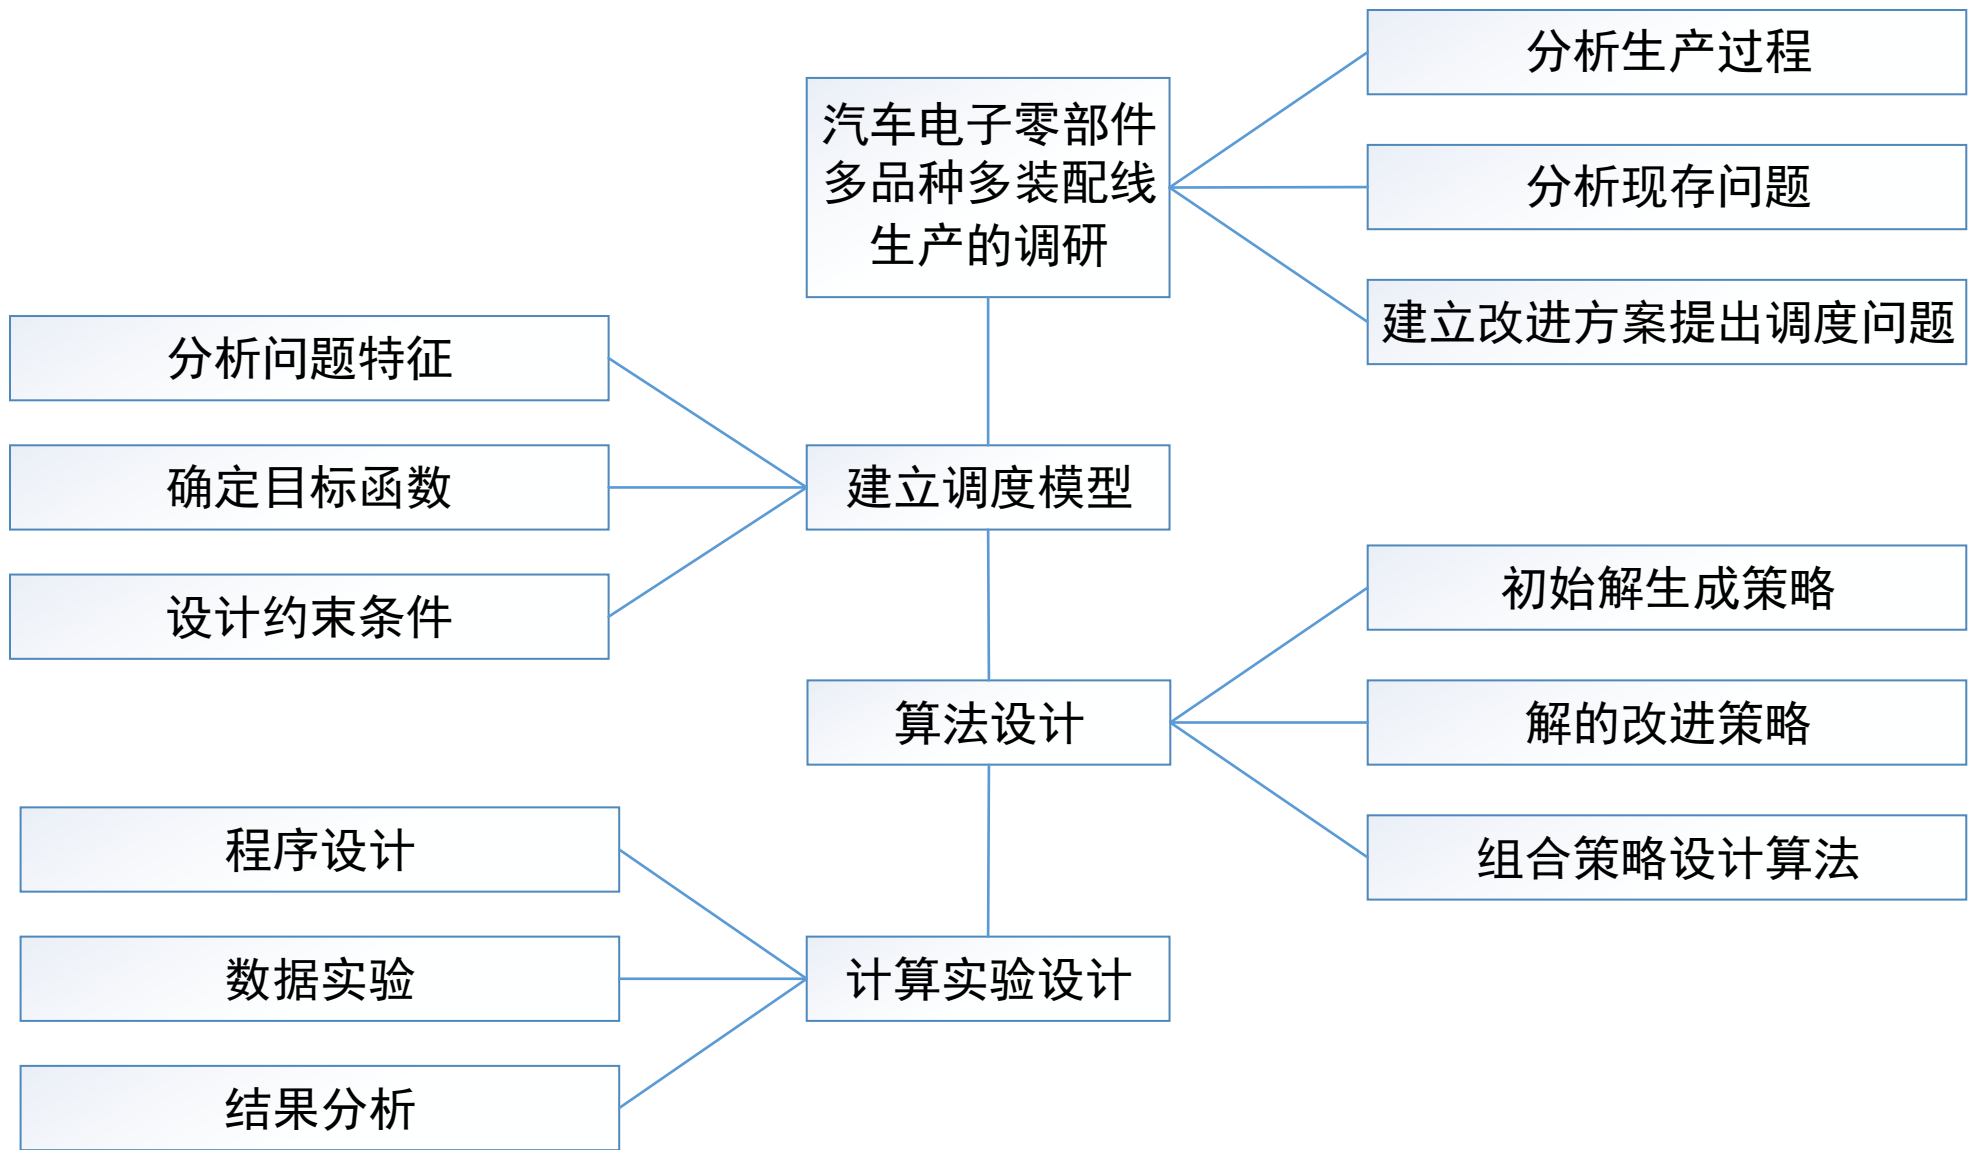 汽车电子零部件
多品种多装配线
生产的调研
分析生产过程
分析现存问题
建立改进方案提出调度问题
建立调度模型
分析问题特征
确定目标函数
设计约束条件
算法设计
初始解生成策略
解的改进策略
组合策略设计算法
计算实验设计
程序设计
数据实验
结果分析